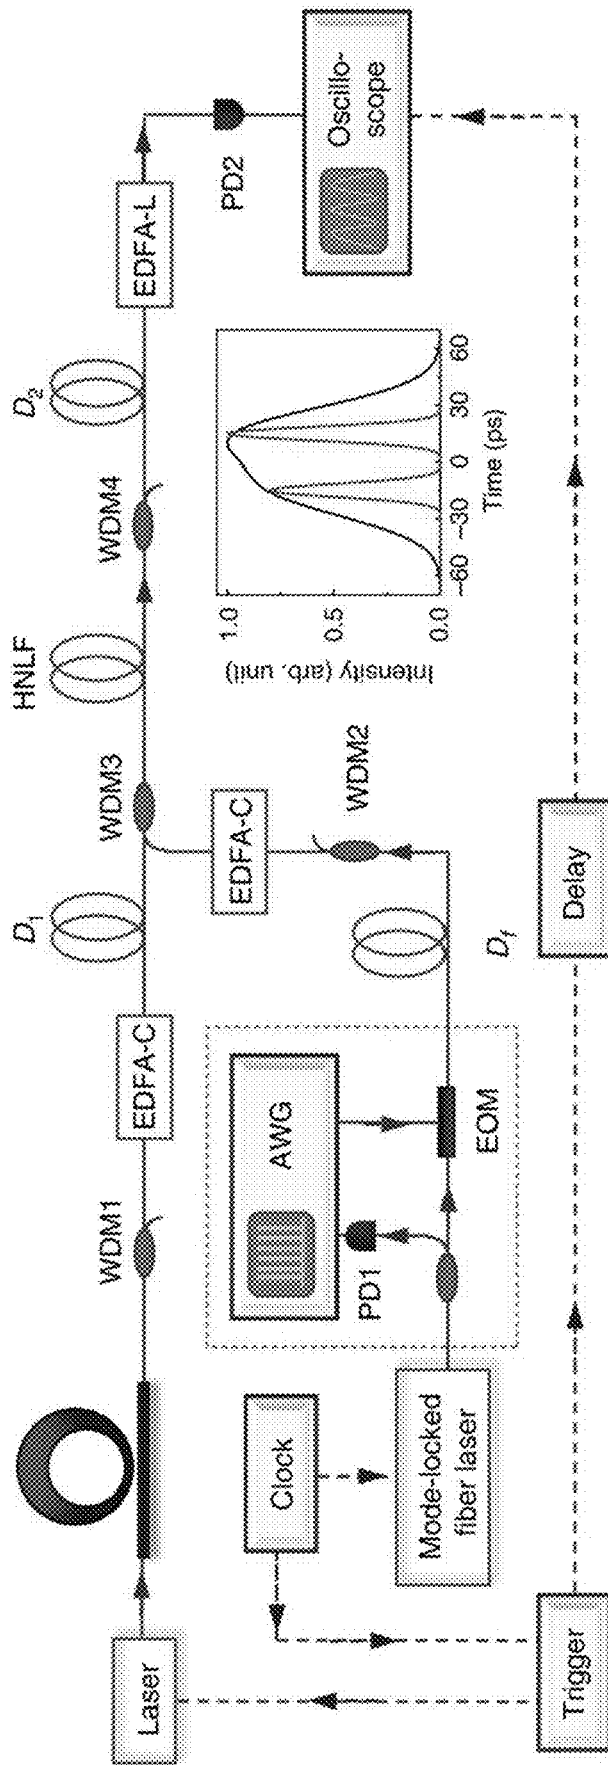 Laser
WDM1
EDFA-C
D1
WDM3
HNLF
WDM4
D2
EDFA-L
PD2
Oscillo-
scope
Clock
Mode-locked
fiber laser
AWG
PD1
EOM
Df
WDM2
EDFA-C
Intensity (arb. unit)
1.0
0.5
0.0
–60
–30
0
30
60
Time (ps)
Trigger
Delay